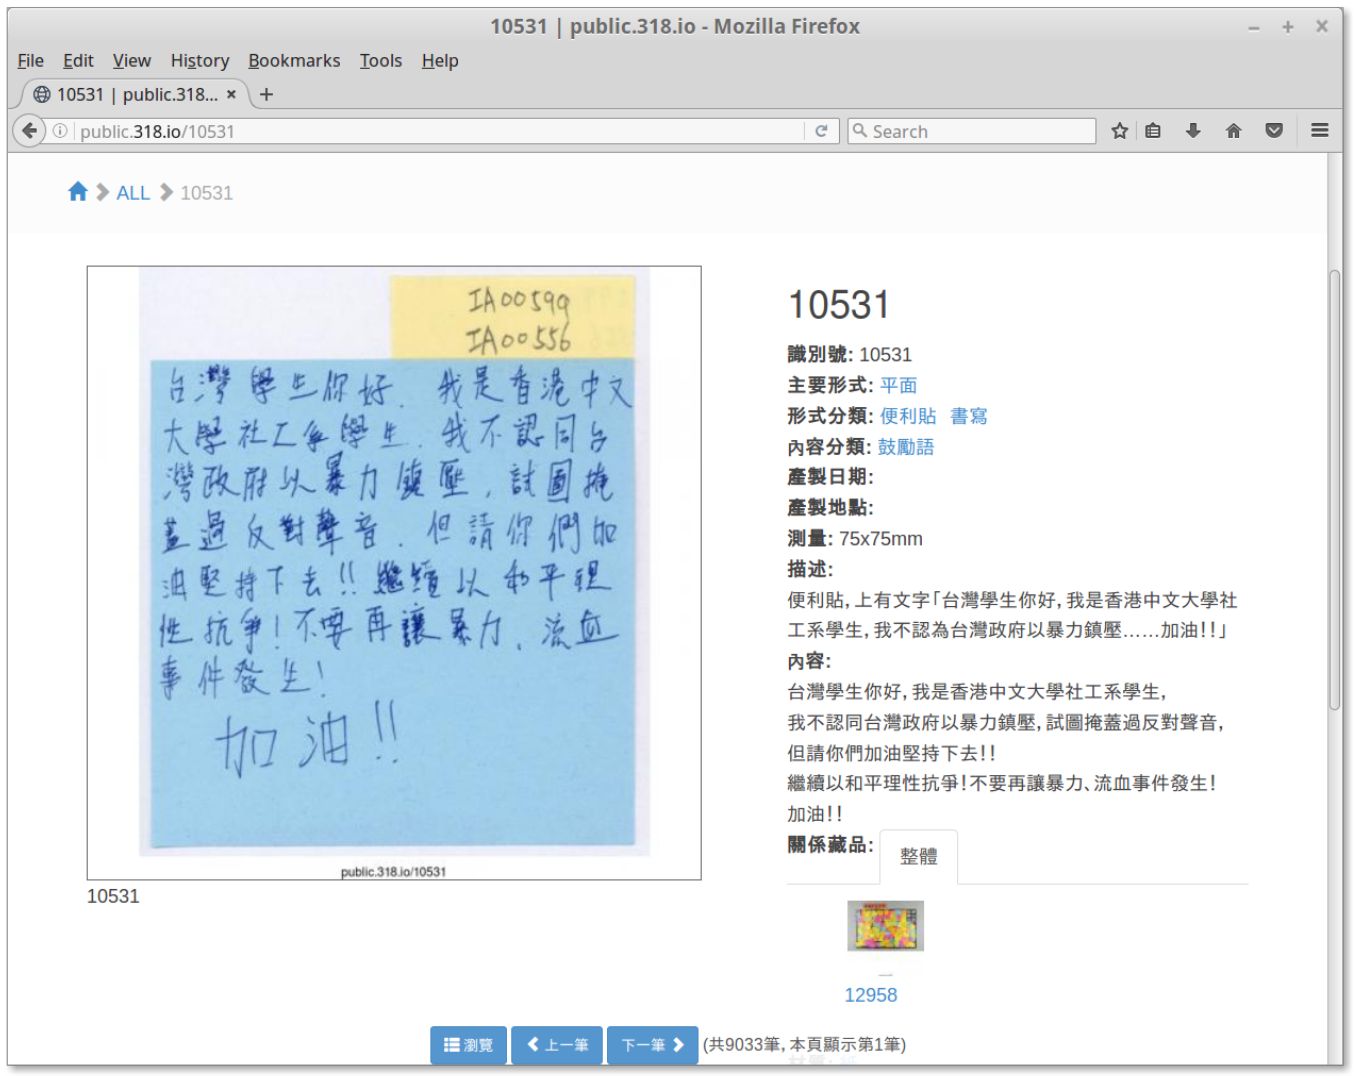 10531 | public.318.io - Mozilla Firefox
File Edit View History Bookmarks Tools Help
10531 | public.318...
public.318.io/10531
Search
ALL
10531
IA00599
IA00556
台灣學生你好. 我是香港中文
大學社工系學生. 我不認同台
灣政府以暴力鎮壓, 試圖掩
蓋過反對聲音. 但請你們加
油堅持下去!! 繼續以和平理
性抗爭! 不要再讓暴力, 流血
事件發生!
加油!!
public.318.io/10531
10531
10531
識別號: 10531
主要形式: 平面
形式分類: 便利貼 書寫
內容分類: 鼓勵語
產製日期:
產製地點:
測量: 75x75mm
描述:
便利貼,上有文字「台灣學生你好,我是香港中文大學社
工系學生,我不認為台灣政府以暴力鎮壓……加油!!」
內容:
台灣學生你好,我是香港中文大學社工系學生,
我不認同台灣政府以暴力鎮壓,試圖掩蓋過反對聲音,
但請你們加油堅持下去!!
繼續以和平理性抗爭!不要再讓暴力、流血事件發生!
加油!!
關係藏品: 整體
12958
瀏覽 上一筆 下一筆 (共9033筆, 本頁顯示第1筆)